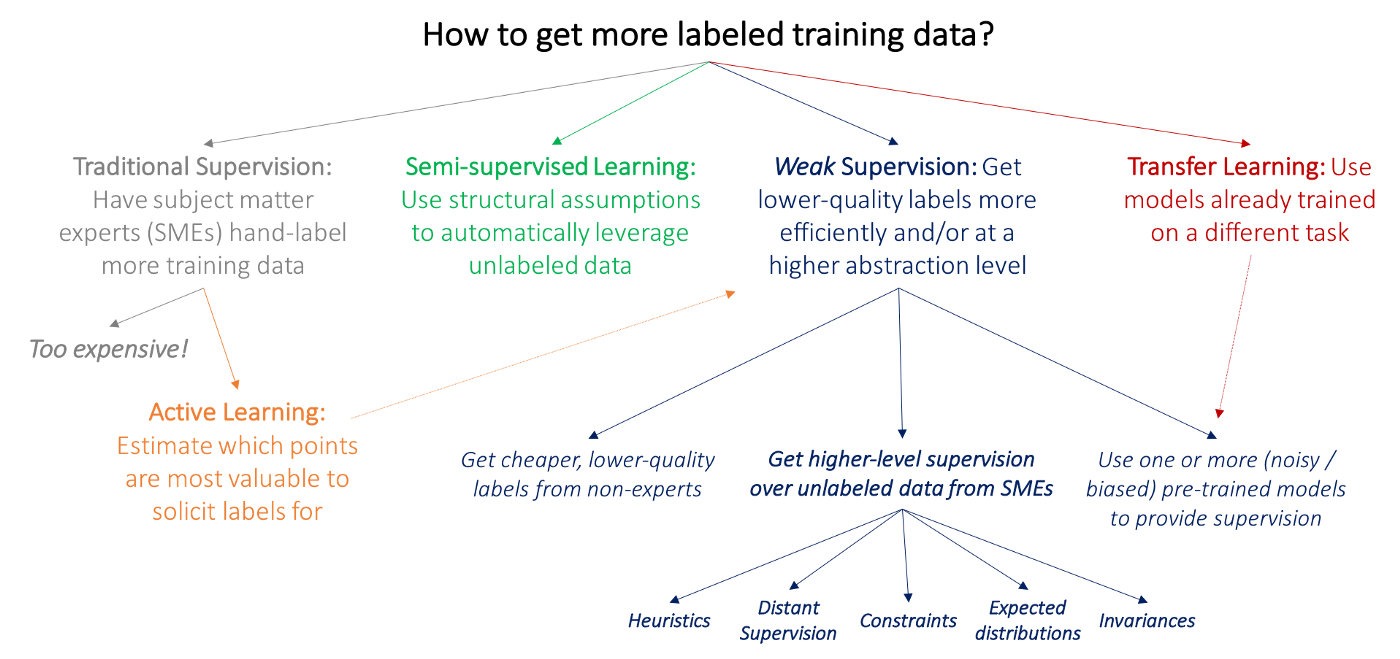 How to get more labeled training data?
Traditional Supervision:
Have subject matter
experts (SMEs) hand-label
more training data
Semi-supervised Learning:
Use structural assumptions
to automatically leverage
unlabeled data
Weak Supervision: Get
lower-quality labels more
efficiently and/or at a
higher abstraction level
Transfer Learning: Use
models already trained
on a different task
Too expensive!
Active Learning:
Estimate which points
are most valuable to
solicit labels for
Get cheaper, lower-quality
labels from non-experts
Get higher-level supervision
over unlabeled data from SMEs
Use one or more (noisy /
biased) pre-trained models
to provide supervision
Heuristics
Distant
Supervision
Constraints
Expected
distributions
Invariances